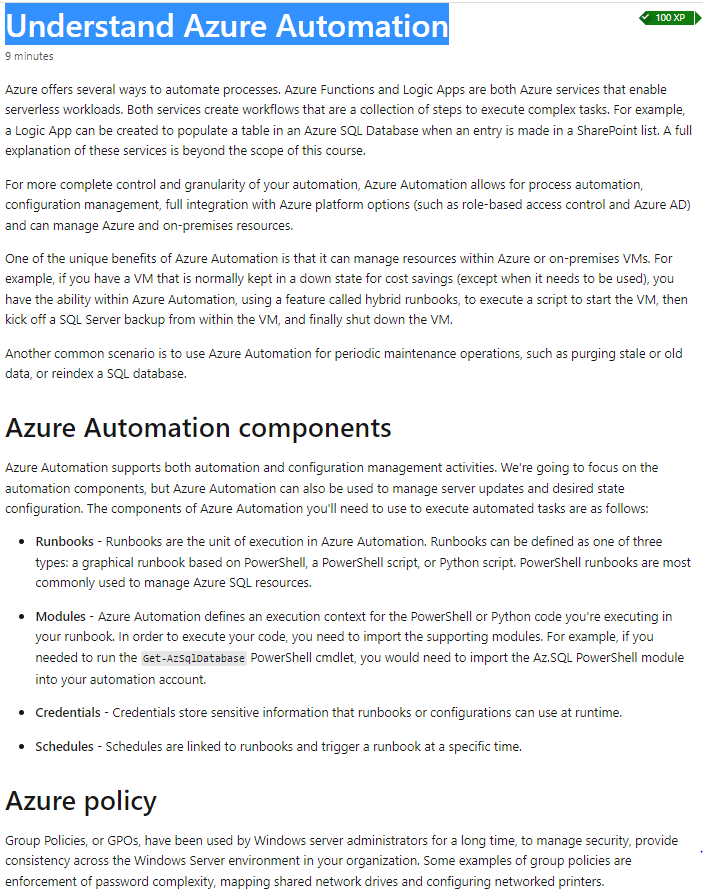 Understand Azure Automation
100 XP
9 minutes
Azure offers several ways to automate processes. Azure Functions and Logic Apps are both Azure services that enable
serverless workloads. Both services create workflows that are a collection of steps to execute complex tasks. For example,
a Logic App can be created to populate a table in an Azure SQL Database when an entry is made in a SharePoint list. A full
explanation of these services is beyond the scope of this course.
For more complete control and granularity of your automation, Azure Automation allows for process automation,
configuration management, full integration with Azure platform options (such as role-based access control and Azure AD)
and can manage Azure and on-premises resources.
One of the unique benefits of Azure Automation is that it can manage resources within Azure or on-premises VMs. For
example, if you have a VM that is normally kept in a down state for cost savings (except when it needs to be used), you
have the ability within Azure Automation, using a feature called hybrid runbooks, to execute a script to start the VM, then
kick off a SQL Server backup from within the VM, and finally shut down the VM.
Another common scenario is to use Azure Automation for periodic maintenance operations, such as purging stale or old
data, or reindex a SQL database.
Azure Automation components
Azure Automation supports both automation and configuration management activities. We're going to focus on the
automation components, but Azure Automation can also be used to manage server updates and desired state
configuration. The components of Azure Automation you'll need to use to execute automated tasks are as follows:
• Runbooks - Runbooks are the unit of execution in Azure Automation. Runbooks can be defined as one of three
types: a graphical runbook based on PowerShell, a PowerShell script, or Python script. PowerShell runbooks are most
commonly used to manage Azure SQL resources.
• Modules - Azure Automation defines an execution context for the PowerShell or Python code you're executing in
your runbook. In order to execute your code, you need to import the supporting modules. For example, if you
needed to run the Get-AzSqlDatabase PowerShell cmdlet, you would need to import the Az.SQL PowerShell module
into your automation account.
• Credentials - Credentials store sensitive information that runbooks or configurations can use at runtime.
• Schedules - Schedules are linked to runbooks and trigger a runbook at a specific time.
Azure policy
Group Policies, or GPOs, have been used by Windows server administrators for a long time, to manage security, provide
consistency across the Windows Server environment in your organization. Some examples of group policies are
enforcement of password complexity, mapping shared network drives and configuring networked printers.